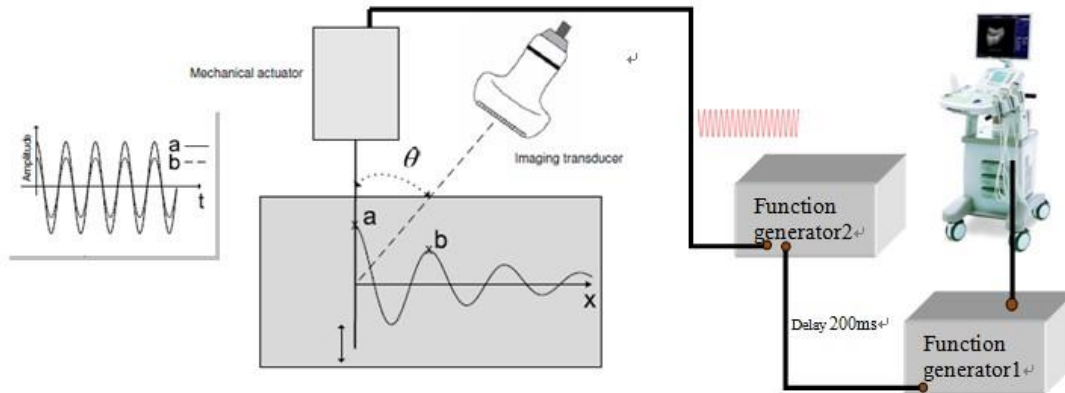 Mechanical actuator
↵
Amplitude
a
b
t
θ̂
Imaging transducer
a
b
x
Function
generator2↵
Delay 200ms↵
Function
generator1↵